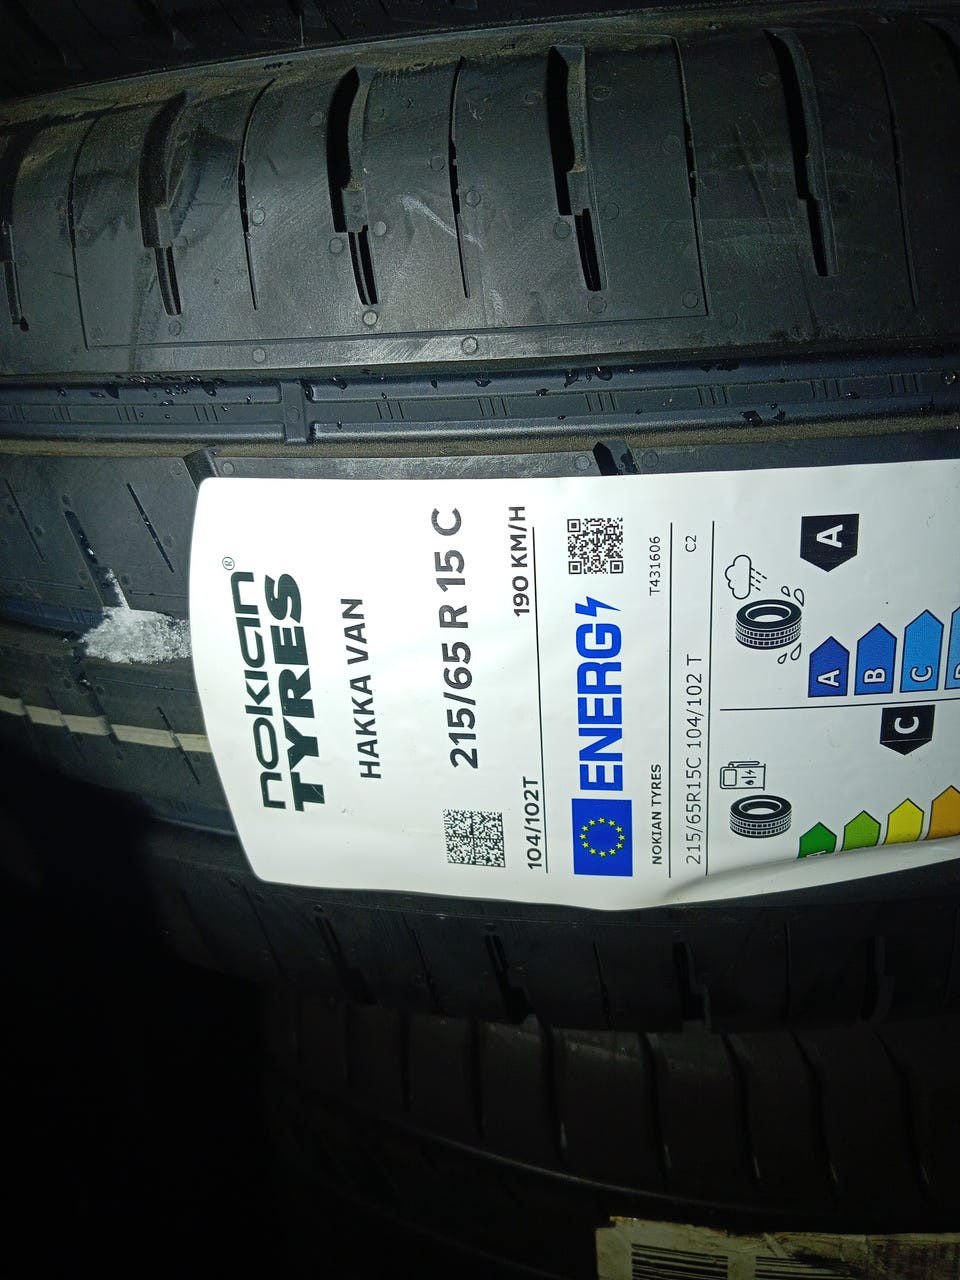 nokian®
TYRES
HAKKA VAN
215/65 R 15 C
104/102T
190 KM/H
ENERG
NOKIAN TYRES
T431606
215/65R15C 104/102 T
C2
A
A
B
C
C
A